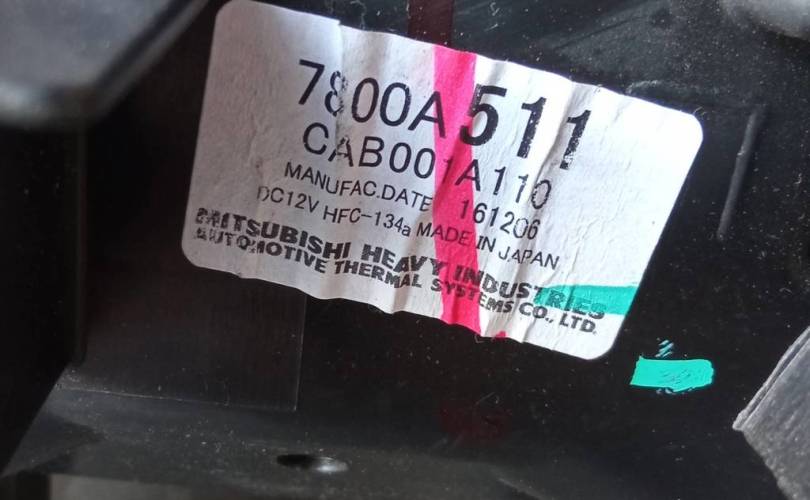 7800A511
CAB001A110
MANUFAC.DATE 161206
DC12V HFC-134a MADE IN JAPAN
MITSUBISHI HEAVY INDUSTRIES
AUTOMOTIVE THERMAL SYSTEMS CO., LTD.